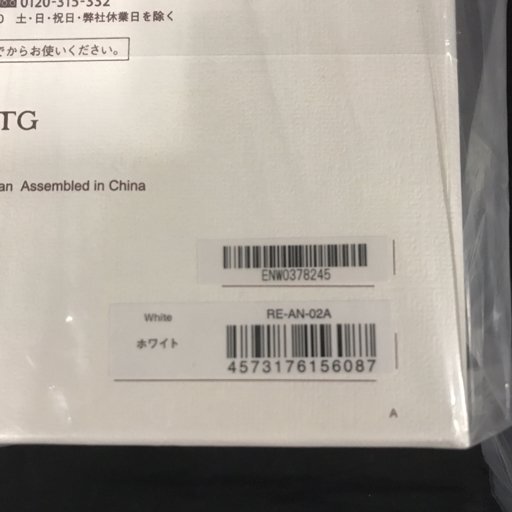 0120-315-332
0 土・日・祝日・弊社休業日を除く
でからお使いください。
TG
an Assembled in China
ENW0378245
White RE-AN-02A
ホワイト
4573176156087
A